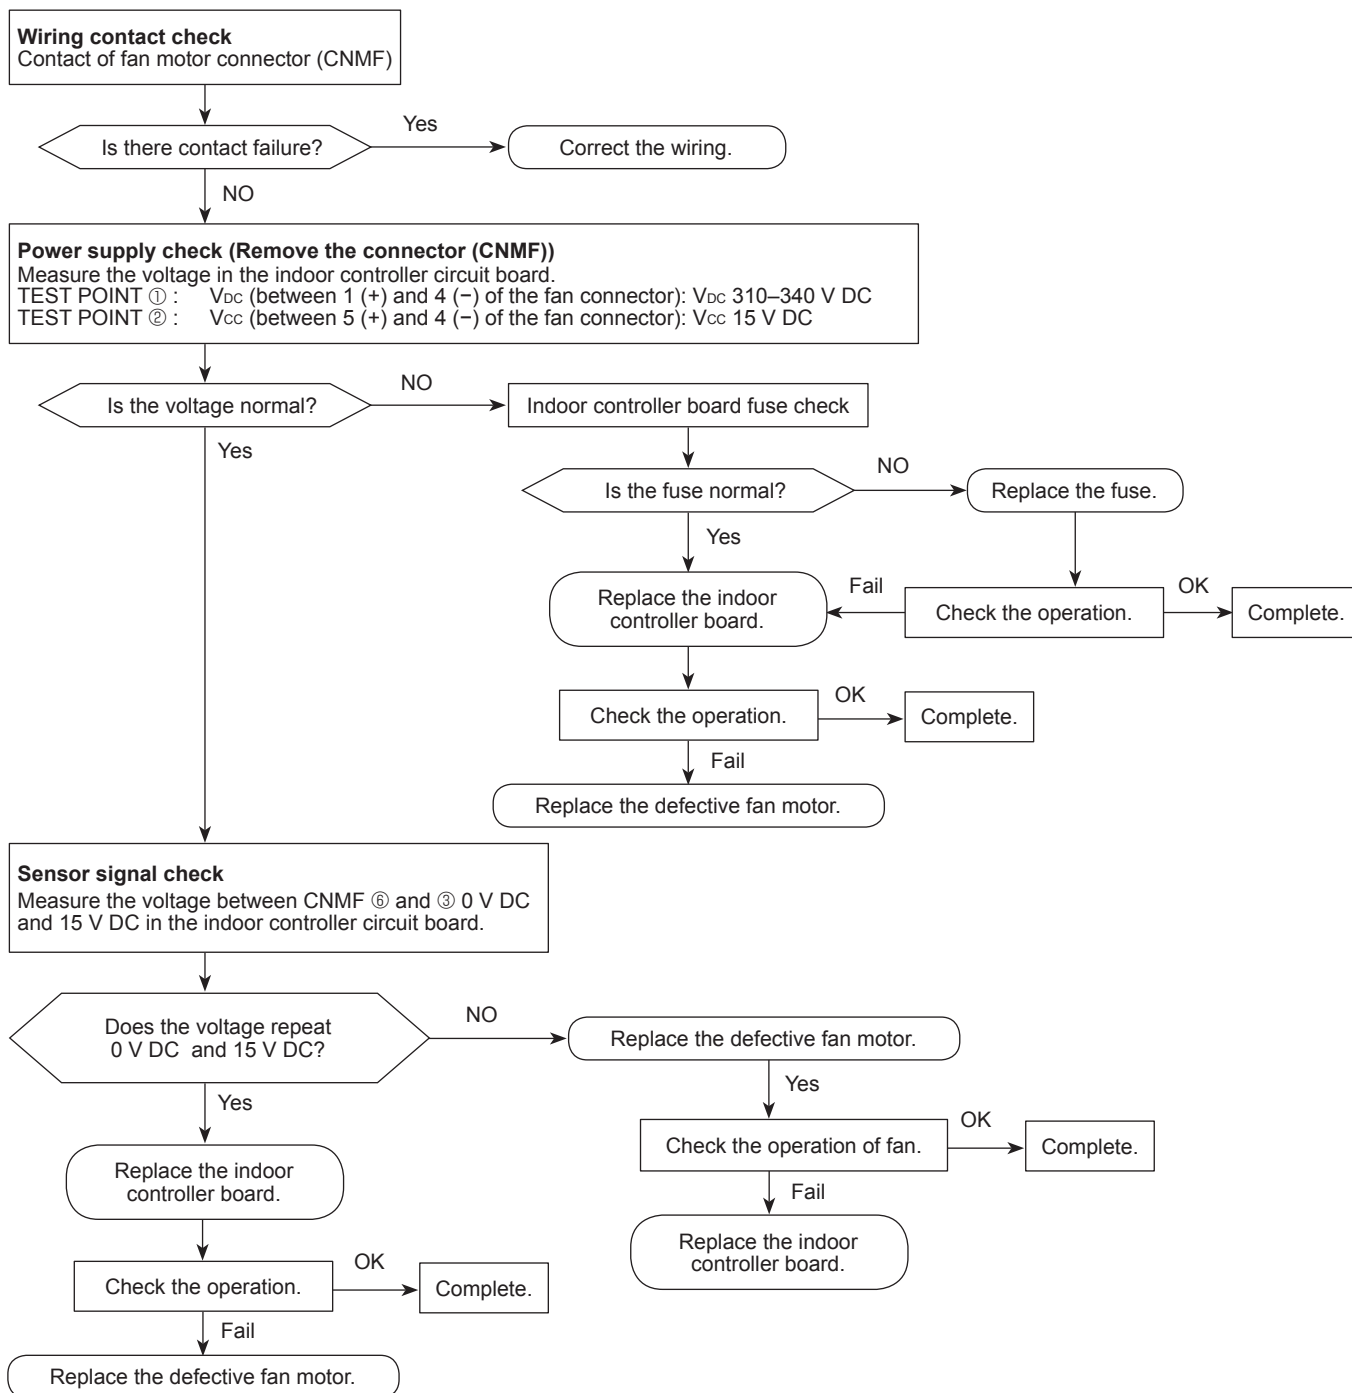 Wiring contact check
Contact of fan motor connector (CNMF)
Is there contact failure?
Yes
Correct the wiring.
NO
Power supply check (Remove the connector (CNMF))
Measure the voltage in the indoor controller circuit board.
TEST POINT ① : VDC (between 1 (+) and 4 (−) of the fan connector): VDC 310–340 V DC
TEST POINT ② : VCC (between 5 (+) and 4 (−) of the fan connector): VCC 15 V DC
Is the voltage normal?
NO
Indoor controller board fuse check
Yes
Is the fuse normal?
NO
Replace the fuse.
Yes
Replace the indoor
controller board.
Fail
Check the operation.
OK
Complete.
Check the operation.
OK
Complete.
Fail
Replace the defective fan motor.
Sensor signal check
Measure the voltage between CNMF ⑥ and ③ 0 V DC
and 15 V DC in the indoor controller circuit board.
Does the voltage repeat
0 V DC and 15 V DC?
NO
Replace the defective fan motor.
Yes
Check the operation of fan.
OK
Complete.
Fail
Replace the indoor
controller board.
Yes
Replace the indoor
controller board.
Check the operation.
OK
Complete.
Fail
Replace the defective fan motor.